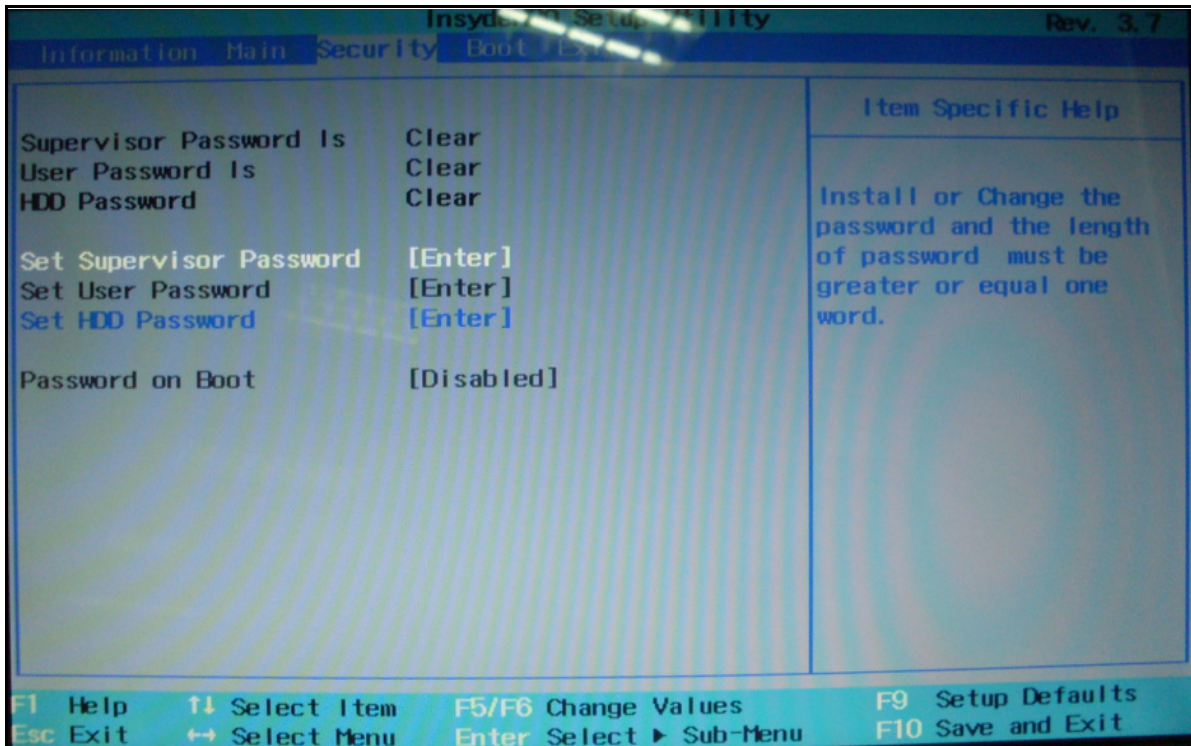 Setup Utility
Rev. 3.7
Information Main Security Boot
Item Specific Help
Supervisor Password Is Clear
User Password Is Clear
HDD Password Clear
Set Supervisor Password [Enter]
Set User Password [Enter]
Set HDD Password [Enter]
Password on Boot [Disabled]
Install or Change the
password and the length
of password must be
greater or equal one
word.
F1 Help ↑↓ Select Item F5/F6 Change Values F9 Setup Defaults
Esc Exit ↔ Select Menu Enter Select ▶ Sub-Menu F10 Save and Exit